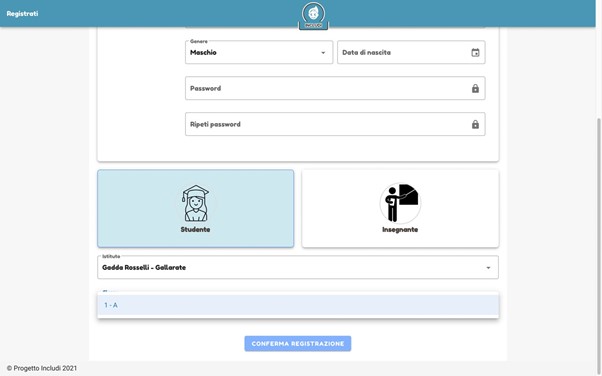 Registrati
INCLUDI
Genere
Maschio
Data di nascita
Password
Ripeti password
Studente
Insegnante
Istituto
Gadda Rosselli - Gallarate
1 - A
CONFERMA REGISTRAZIONE
© Progetto Includi 2021